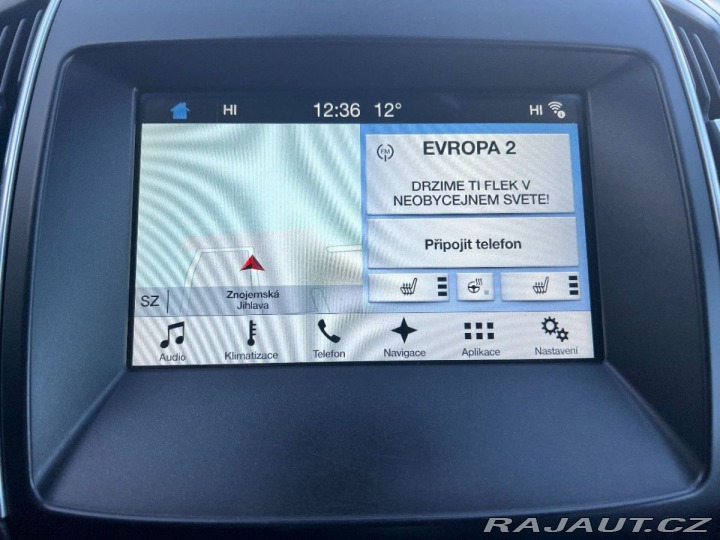 HI 12:36 12° HI
FM
EVROPA 2
DRZIME TI FLEK V
NEOBYCEJNEM SVETE!
Připojit telefon
SZ
Znojemská
Jihlava
Audio Klimatizace Telefon Navigace Aplikace Nastavení
RAJAUT.CZ